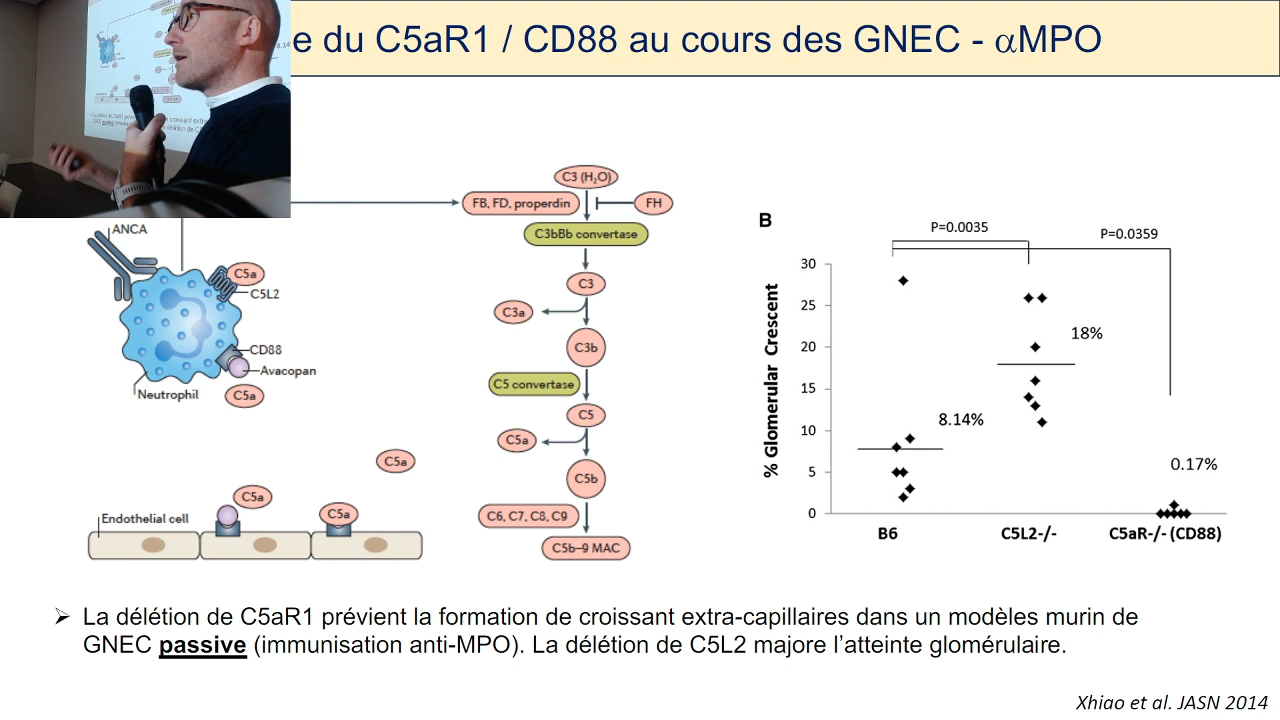 e du C5aR1 / CD88 au cours des GNEC - αMPO
C3 (H₂O)
FB, FD, properdin
FH
C3bBb convertase
C3
C3a
C3b
C5 convertase
C5
C5a
C5b
C6, C7, C8, C9
C5b–9 MAC
ANCA
C5a
C5L2
CD88
Avacopan
C5a
Neutrophil
C5a
C5a
C5a
Endothelial cell
B
P=0.0035
P=0.0359
% Glomerular Crescent
30
25
20
15
10
5
0
18%
8.14%
0.17%
B6
C5L2-/-
C5aR-/- (CD88)
➢ La délétion de C5aR1 prévient la formation de croissant extra-capillaires dans un modèles murin de
GNEC passive (immunisation anti-MPO). La délétion de C5L2 majore l’atteinte glomérulaire.
Xhiao et al. JASN 2014